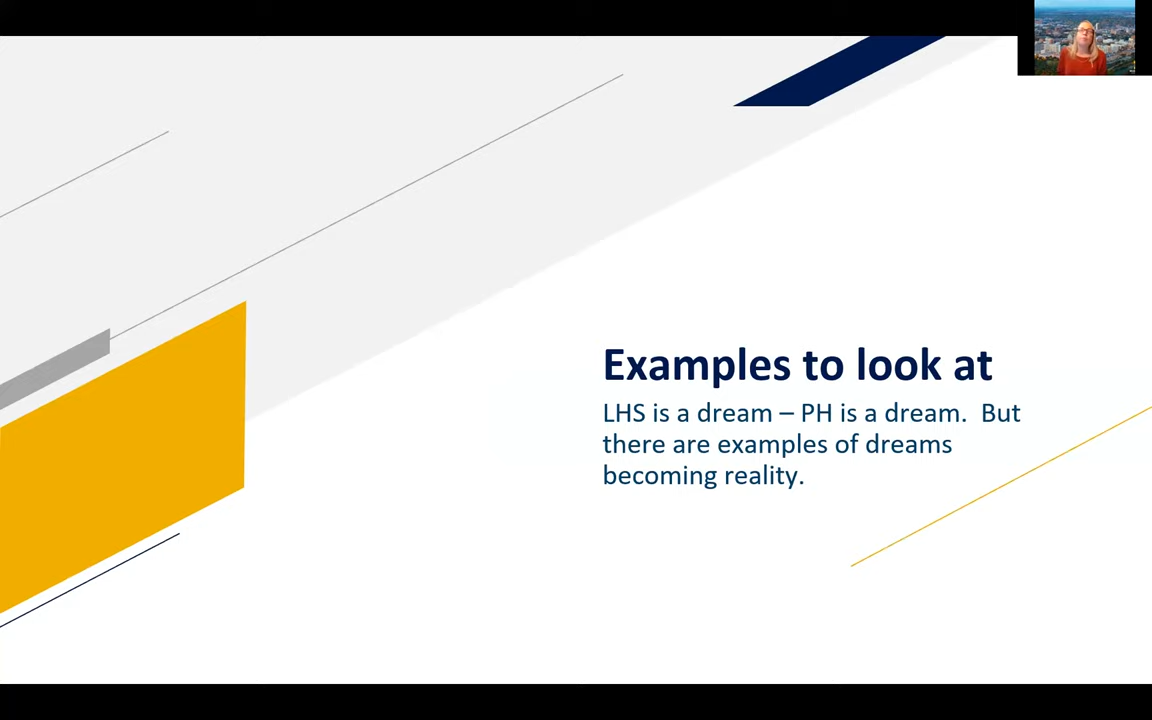 Examples to look at
LHS is a dream – PH is a dream.  But
there are examples of dreams
becoming reality.